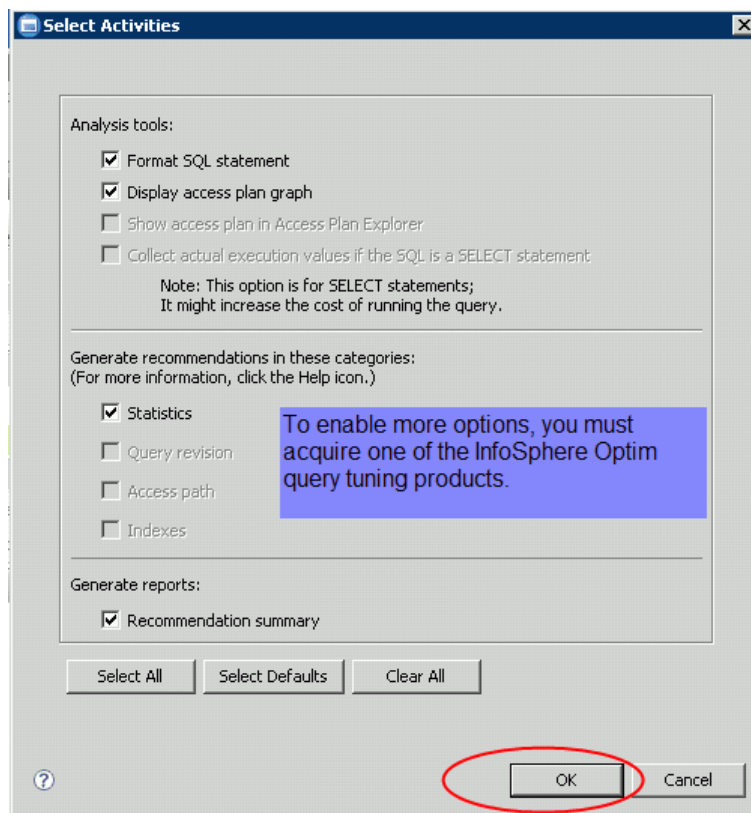 Select Activities
Analysis tools:
Format SQL statement
Display access plan graph
Show access plan in Access Plan Explorer
Collect actual execution values if the SQL is a SELECT statement
Note: This option is for SELECT statements;
It might increase the cost of running the query.
Generate recommendations in these categories:
(For more information, click the Help icon.)
Statistics
Query revision
Access path
Indexes
To enable more options, you must
acquire one of the InfoSphere Optim
query tuning products.
Generate reports:
Recommendation summary
Select All Select Defaults Clear All
? OK Cancel